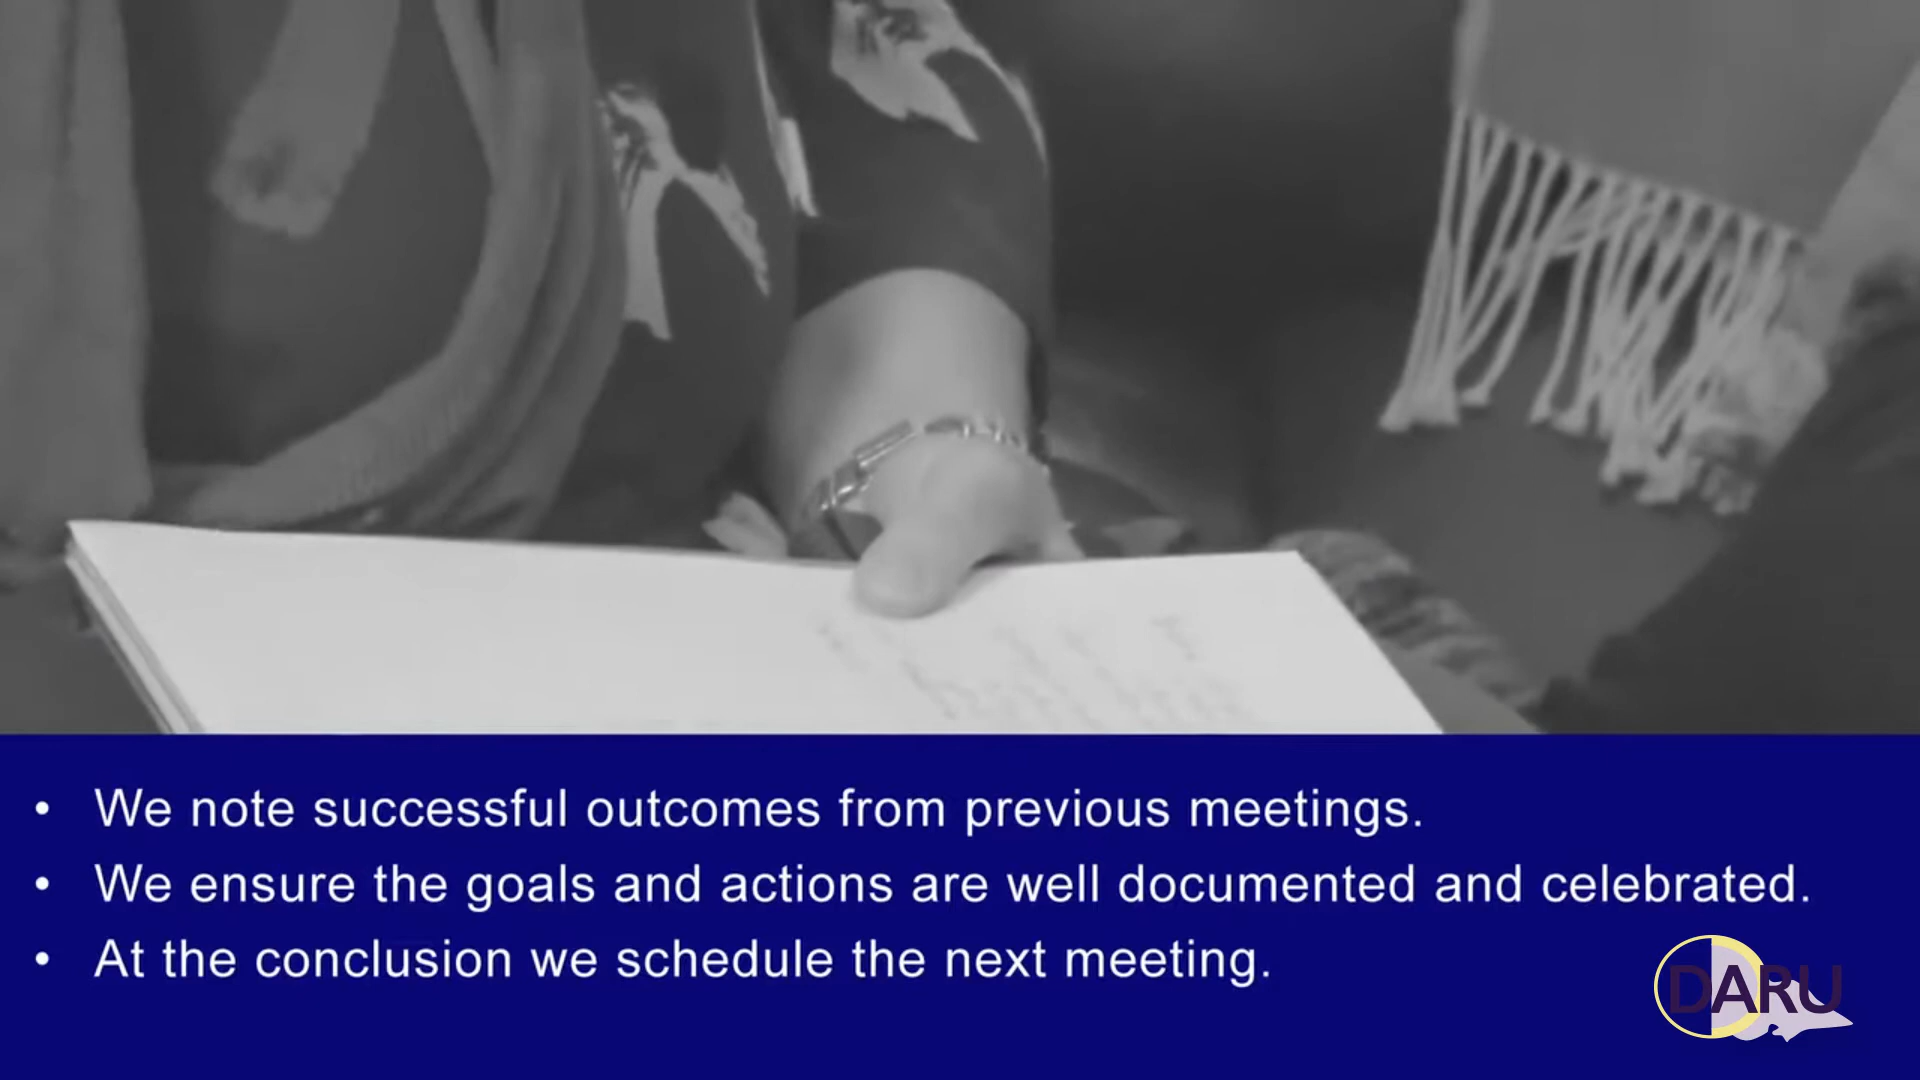 • We note successful outcomes from previous meetings.
• We ensure the goals and actions are well documented and celebrated.
• At the conclusion we schedule the next meeting.
DARU